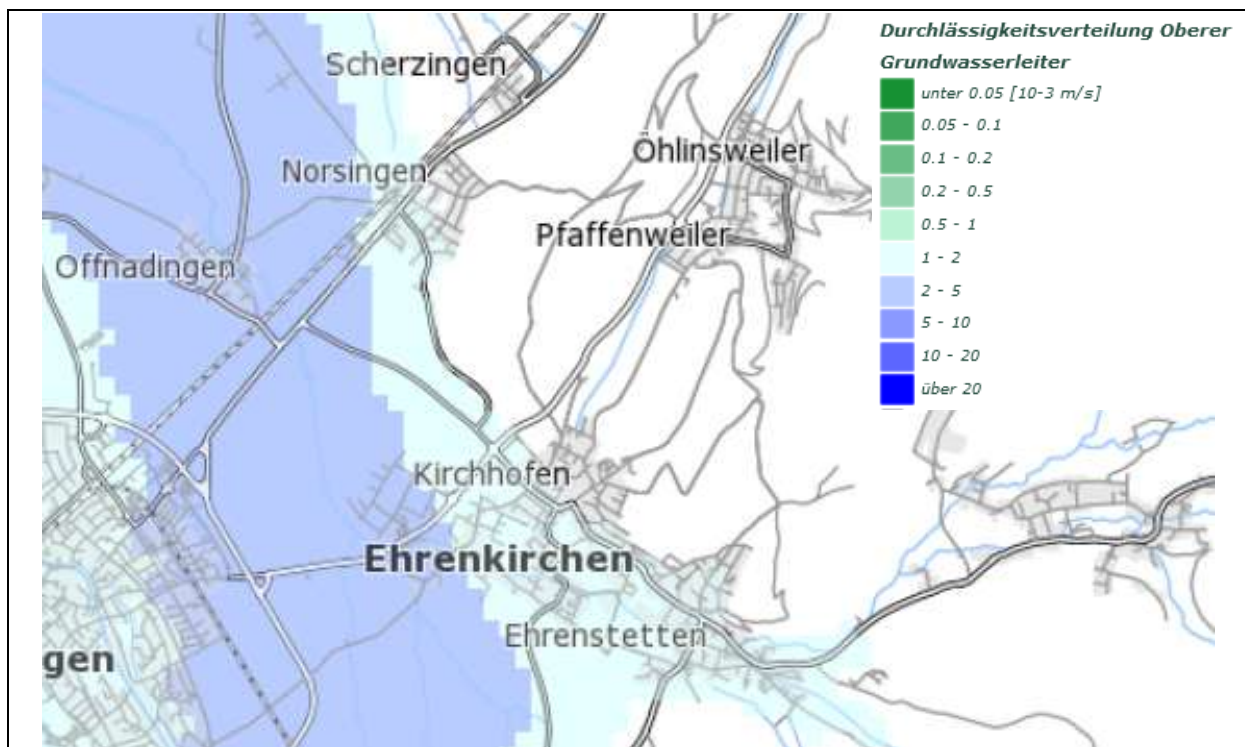 Durchlässigkeitsverteilung Oberer
Grundwasserleiter
unter 0.05 [10-3 m/s]
0.05 - 0.1
0.1 - 0.2
0.2 - 0.5
0.5 - 1
1 - 2
2 - 5
5 - 10
10 - 20
über 20
Scherzingen
Öhlinsweiler
Norsingen
Pfaffenweiler
Offnadingen
Kirchhofen
Ehrenkirchen
Ehrenstetten
gen